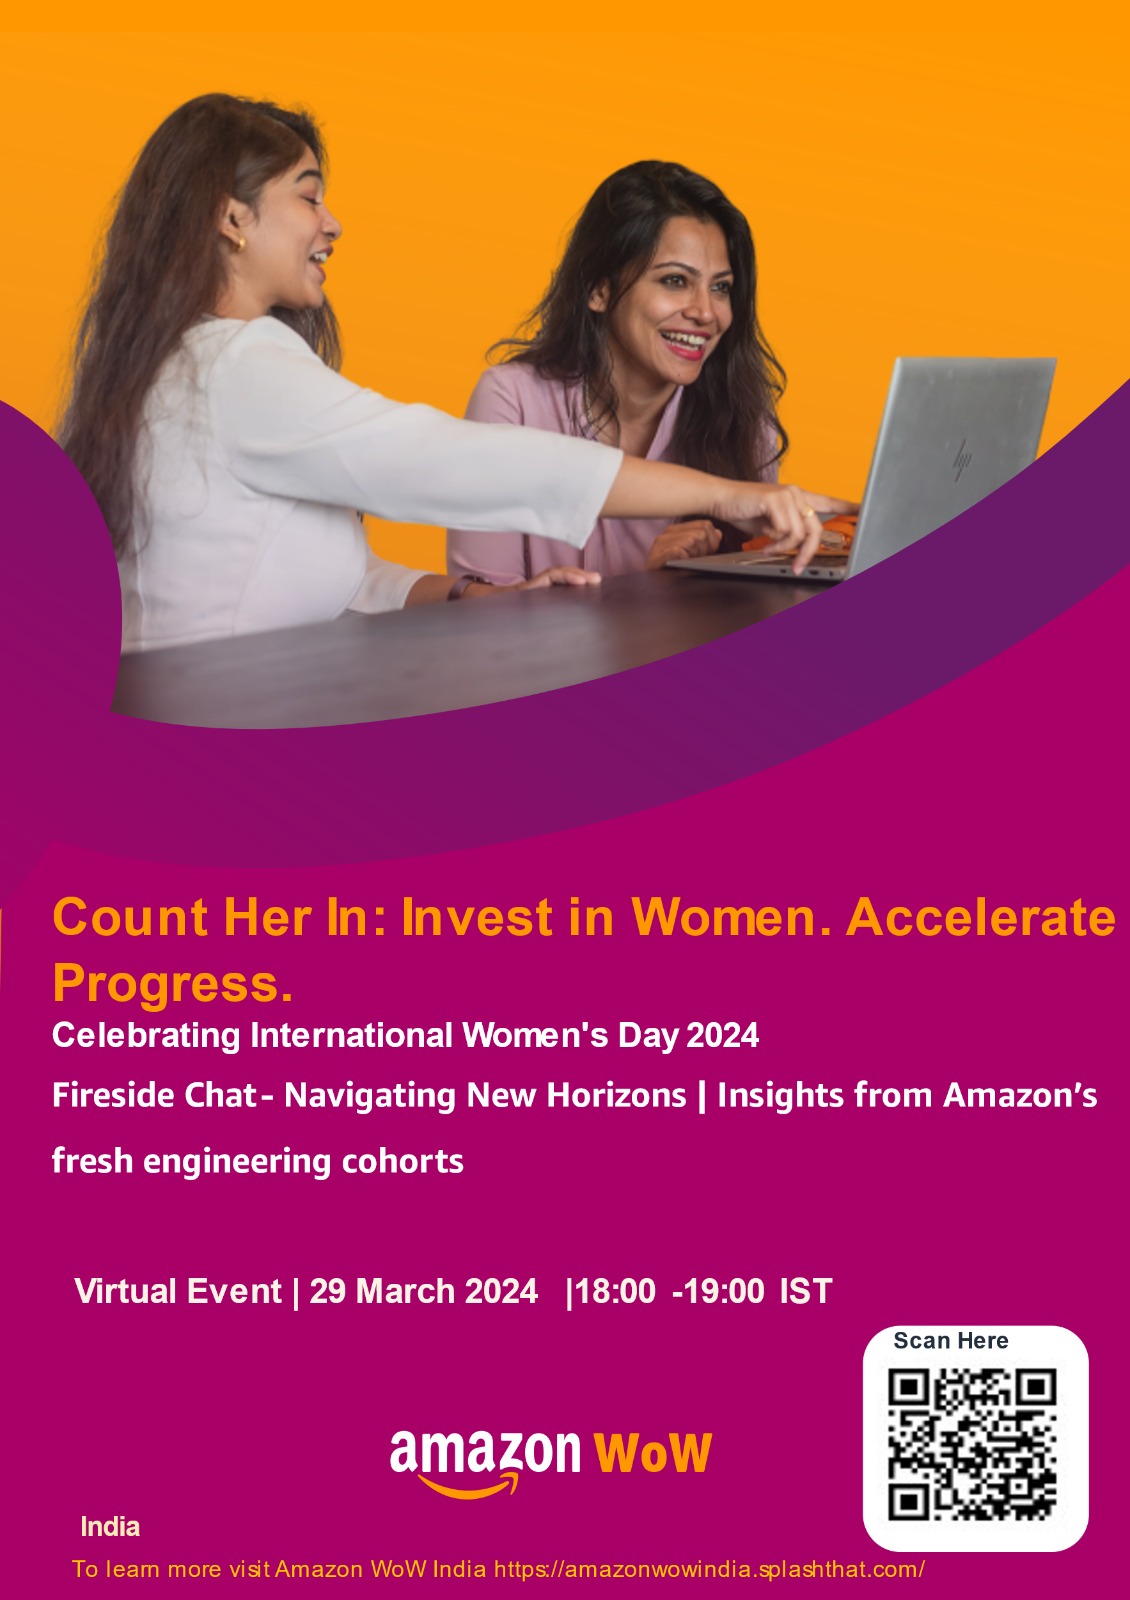 Count Her In: Invest in Women. Accelerate
Progress.
Celebrating International Women's Day 2024
Fireside Chat- Navigating New Horizons | Insights from Amazon’s
fresh engineering cohorts
Virtual Event | 29 March 2024 |18:00 -19:00 IST
Scan Here
amazon WoW
India
To learn more visit Amazon WoW India https://amazonwowindia.splashthat.com/
hp